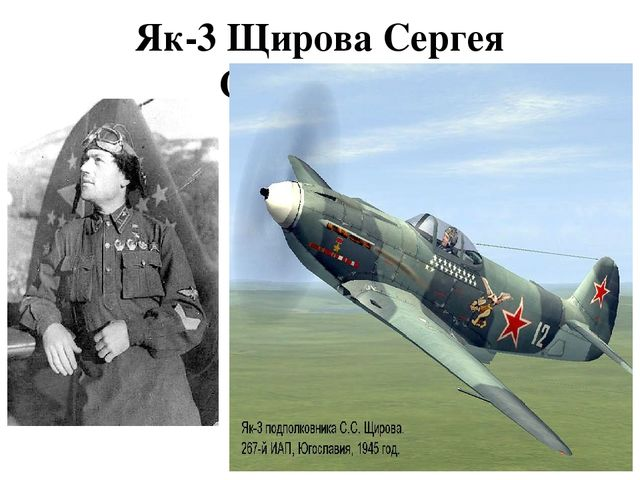 Як-3 Щирова Сергея
12
Як-3 подполковника С.С. Щирова.
267-й ИАП, Югославия, 1945 год.